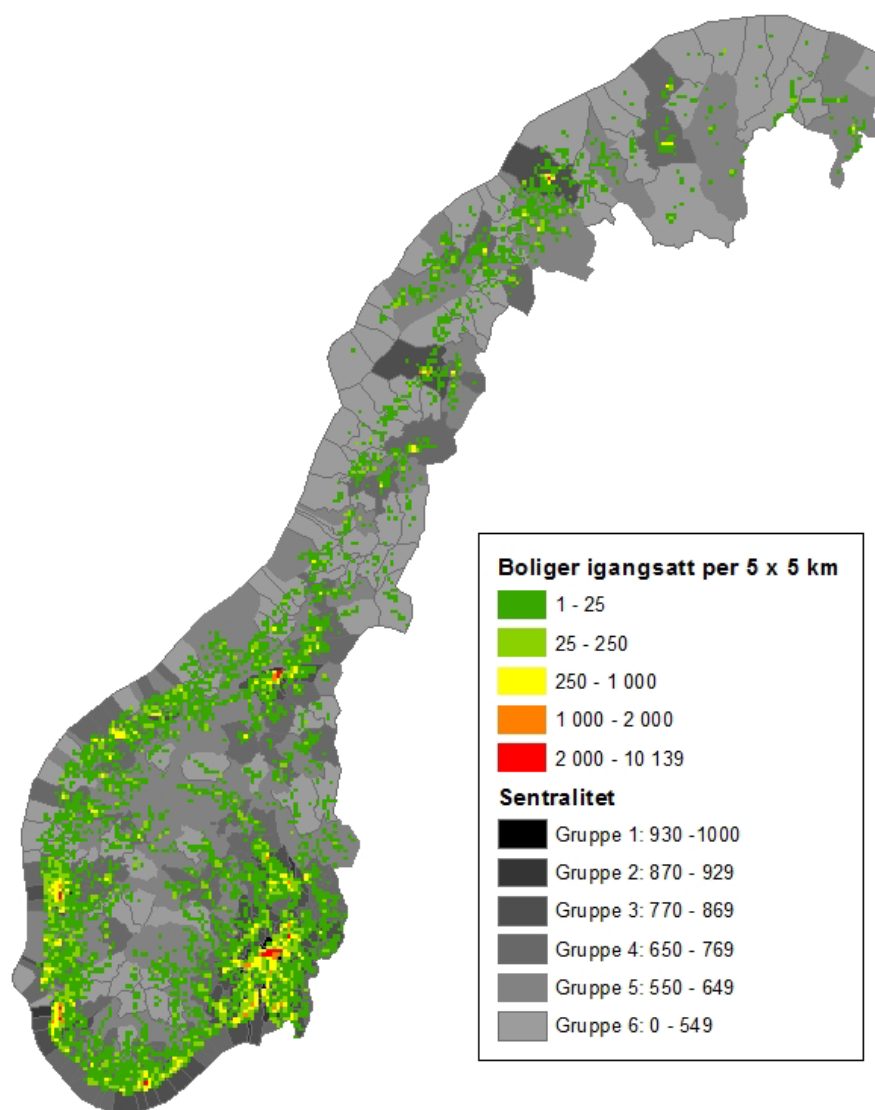 Boliger igangsatt per 5 x 5 km
1 - 25
25 - 250
250 - 1 000
1 000 - 2 000
2 000 - 10 139
Sentralitet
Gruppe 1: 930 -1000
Gruppe 2: 870 - 929
Gruppe 3: 770 - 869
Gruppe 4: 650 - 769
Gruppe 5: 550 - 649
Gruppe 6: 0 - 549